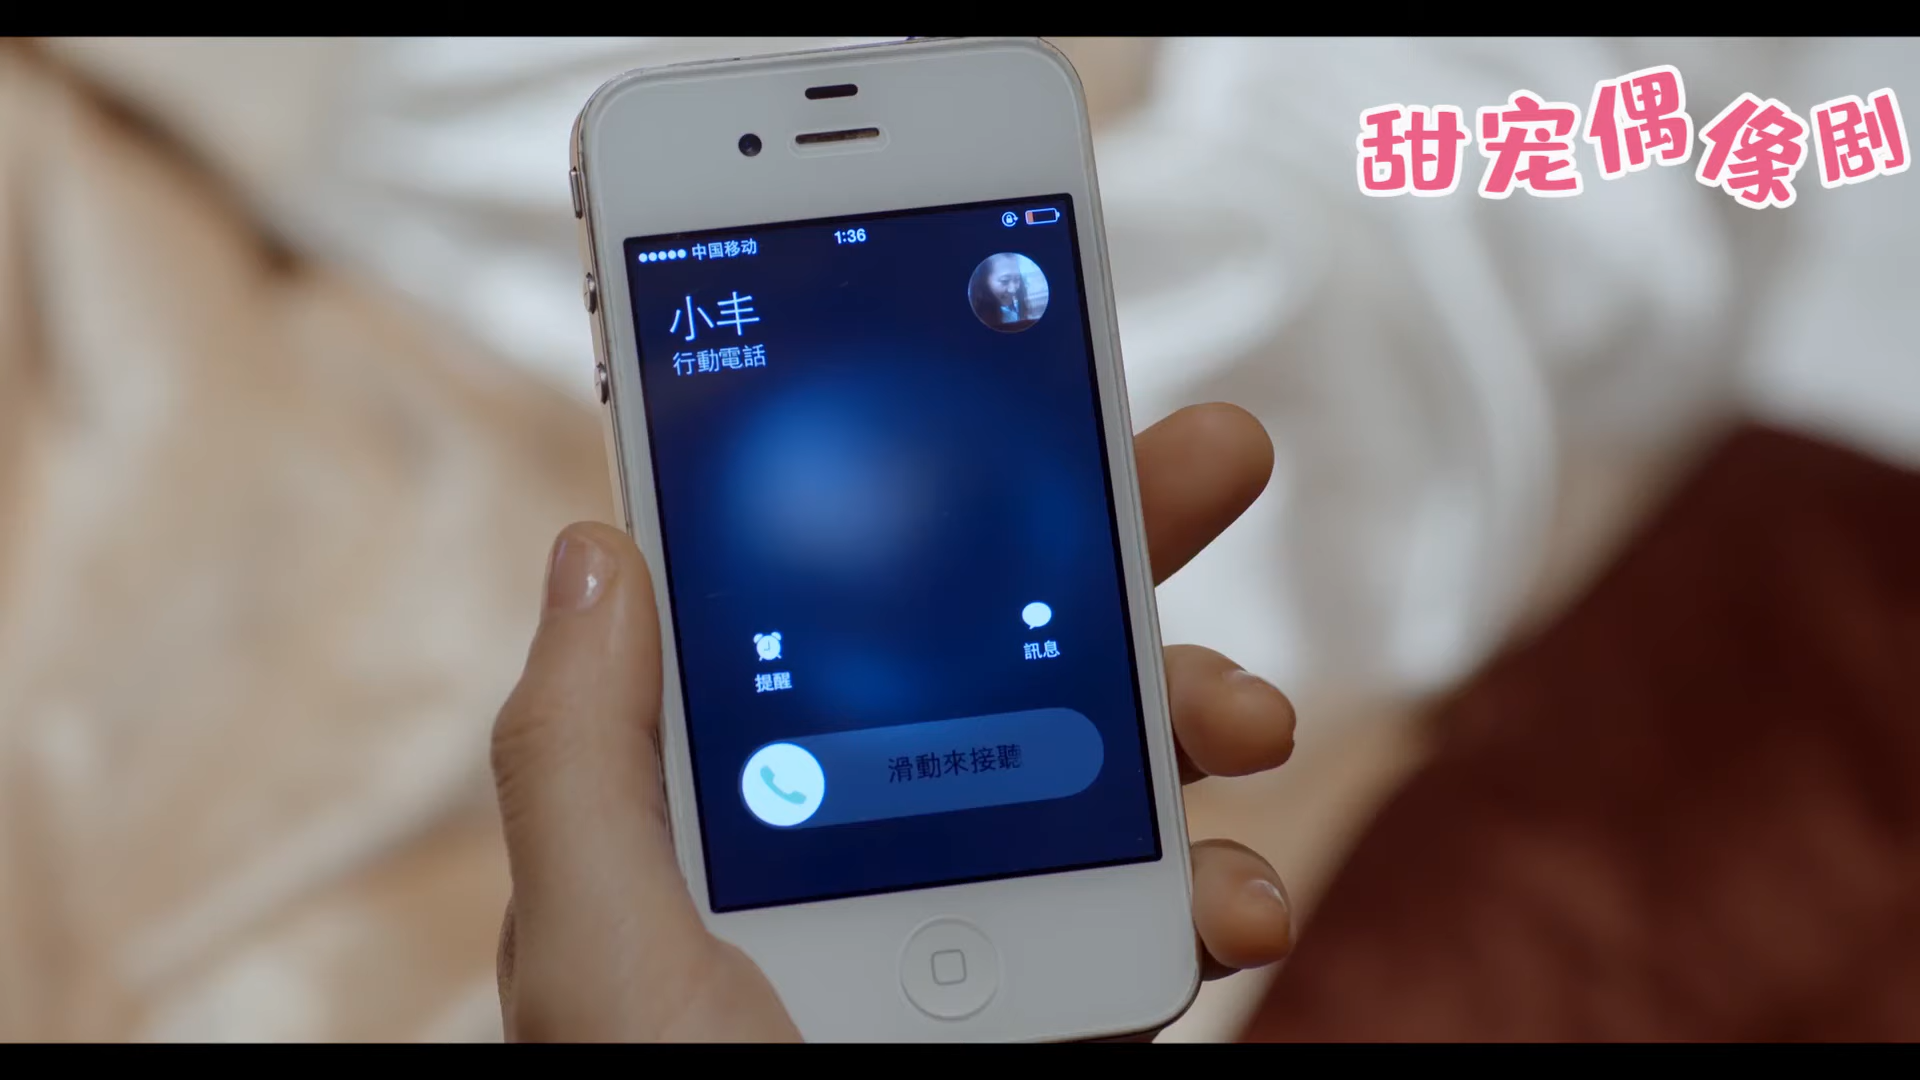 甜宠偶像剧
中国移动
1:36
小丰
行動電話
提醒
訊息
滑動來接聽